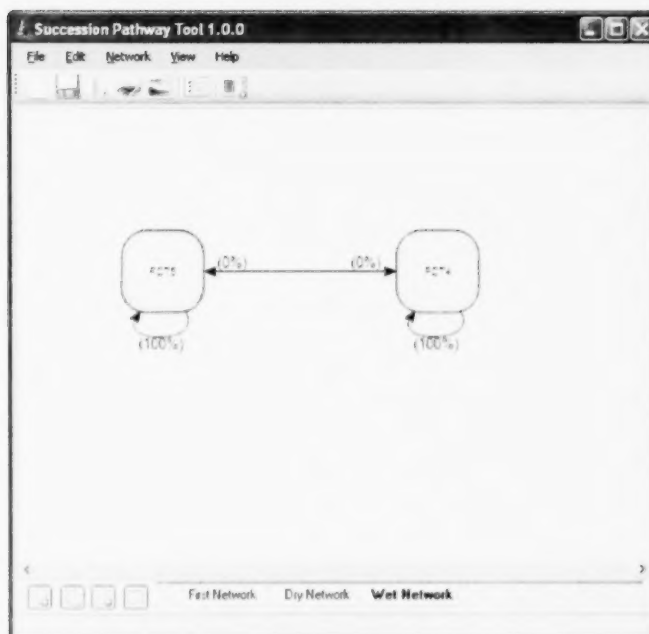 Succession Pathway Tool 1.0.0
File Edit Network View Help
(0%) (0%)
(100%) (100%)
Fast Network Dry Network Wet Network